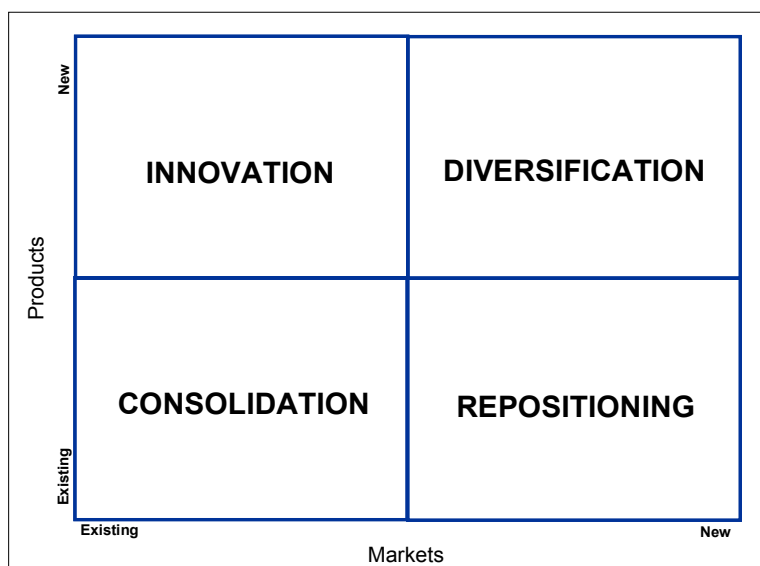 New
INNOVATION
DIVERSIFICATION
Products
CONSOLIDATION
REPOSITIONING
Existing
Existing
New
Markets